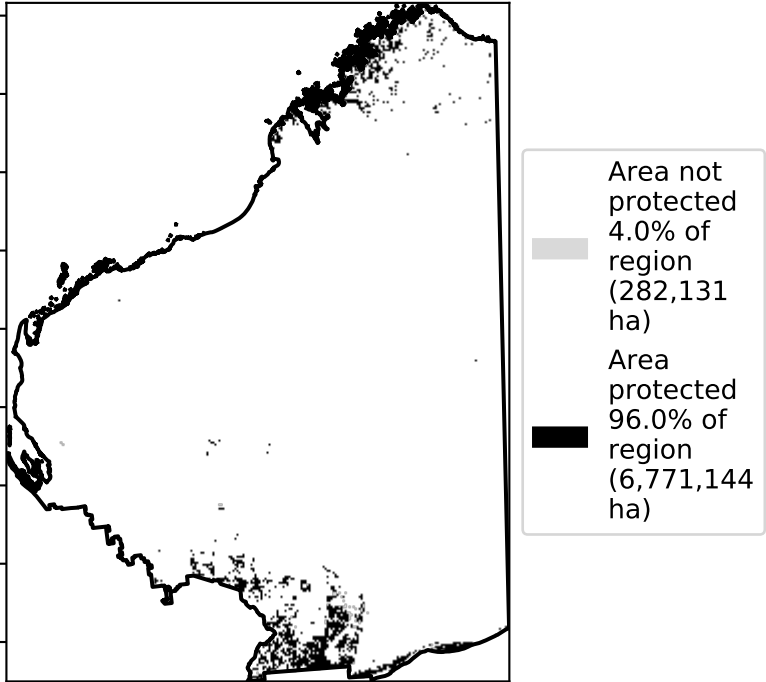 Area not
protected
4.0% of
region
(282,131
ha)
Area
protected
96.0% of
region
(6,771,144
ha)